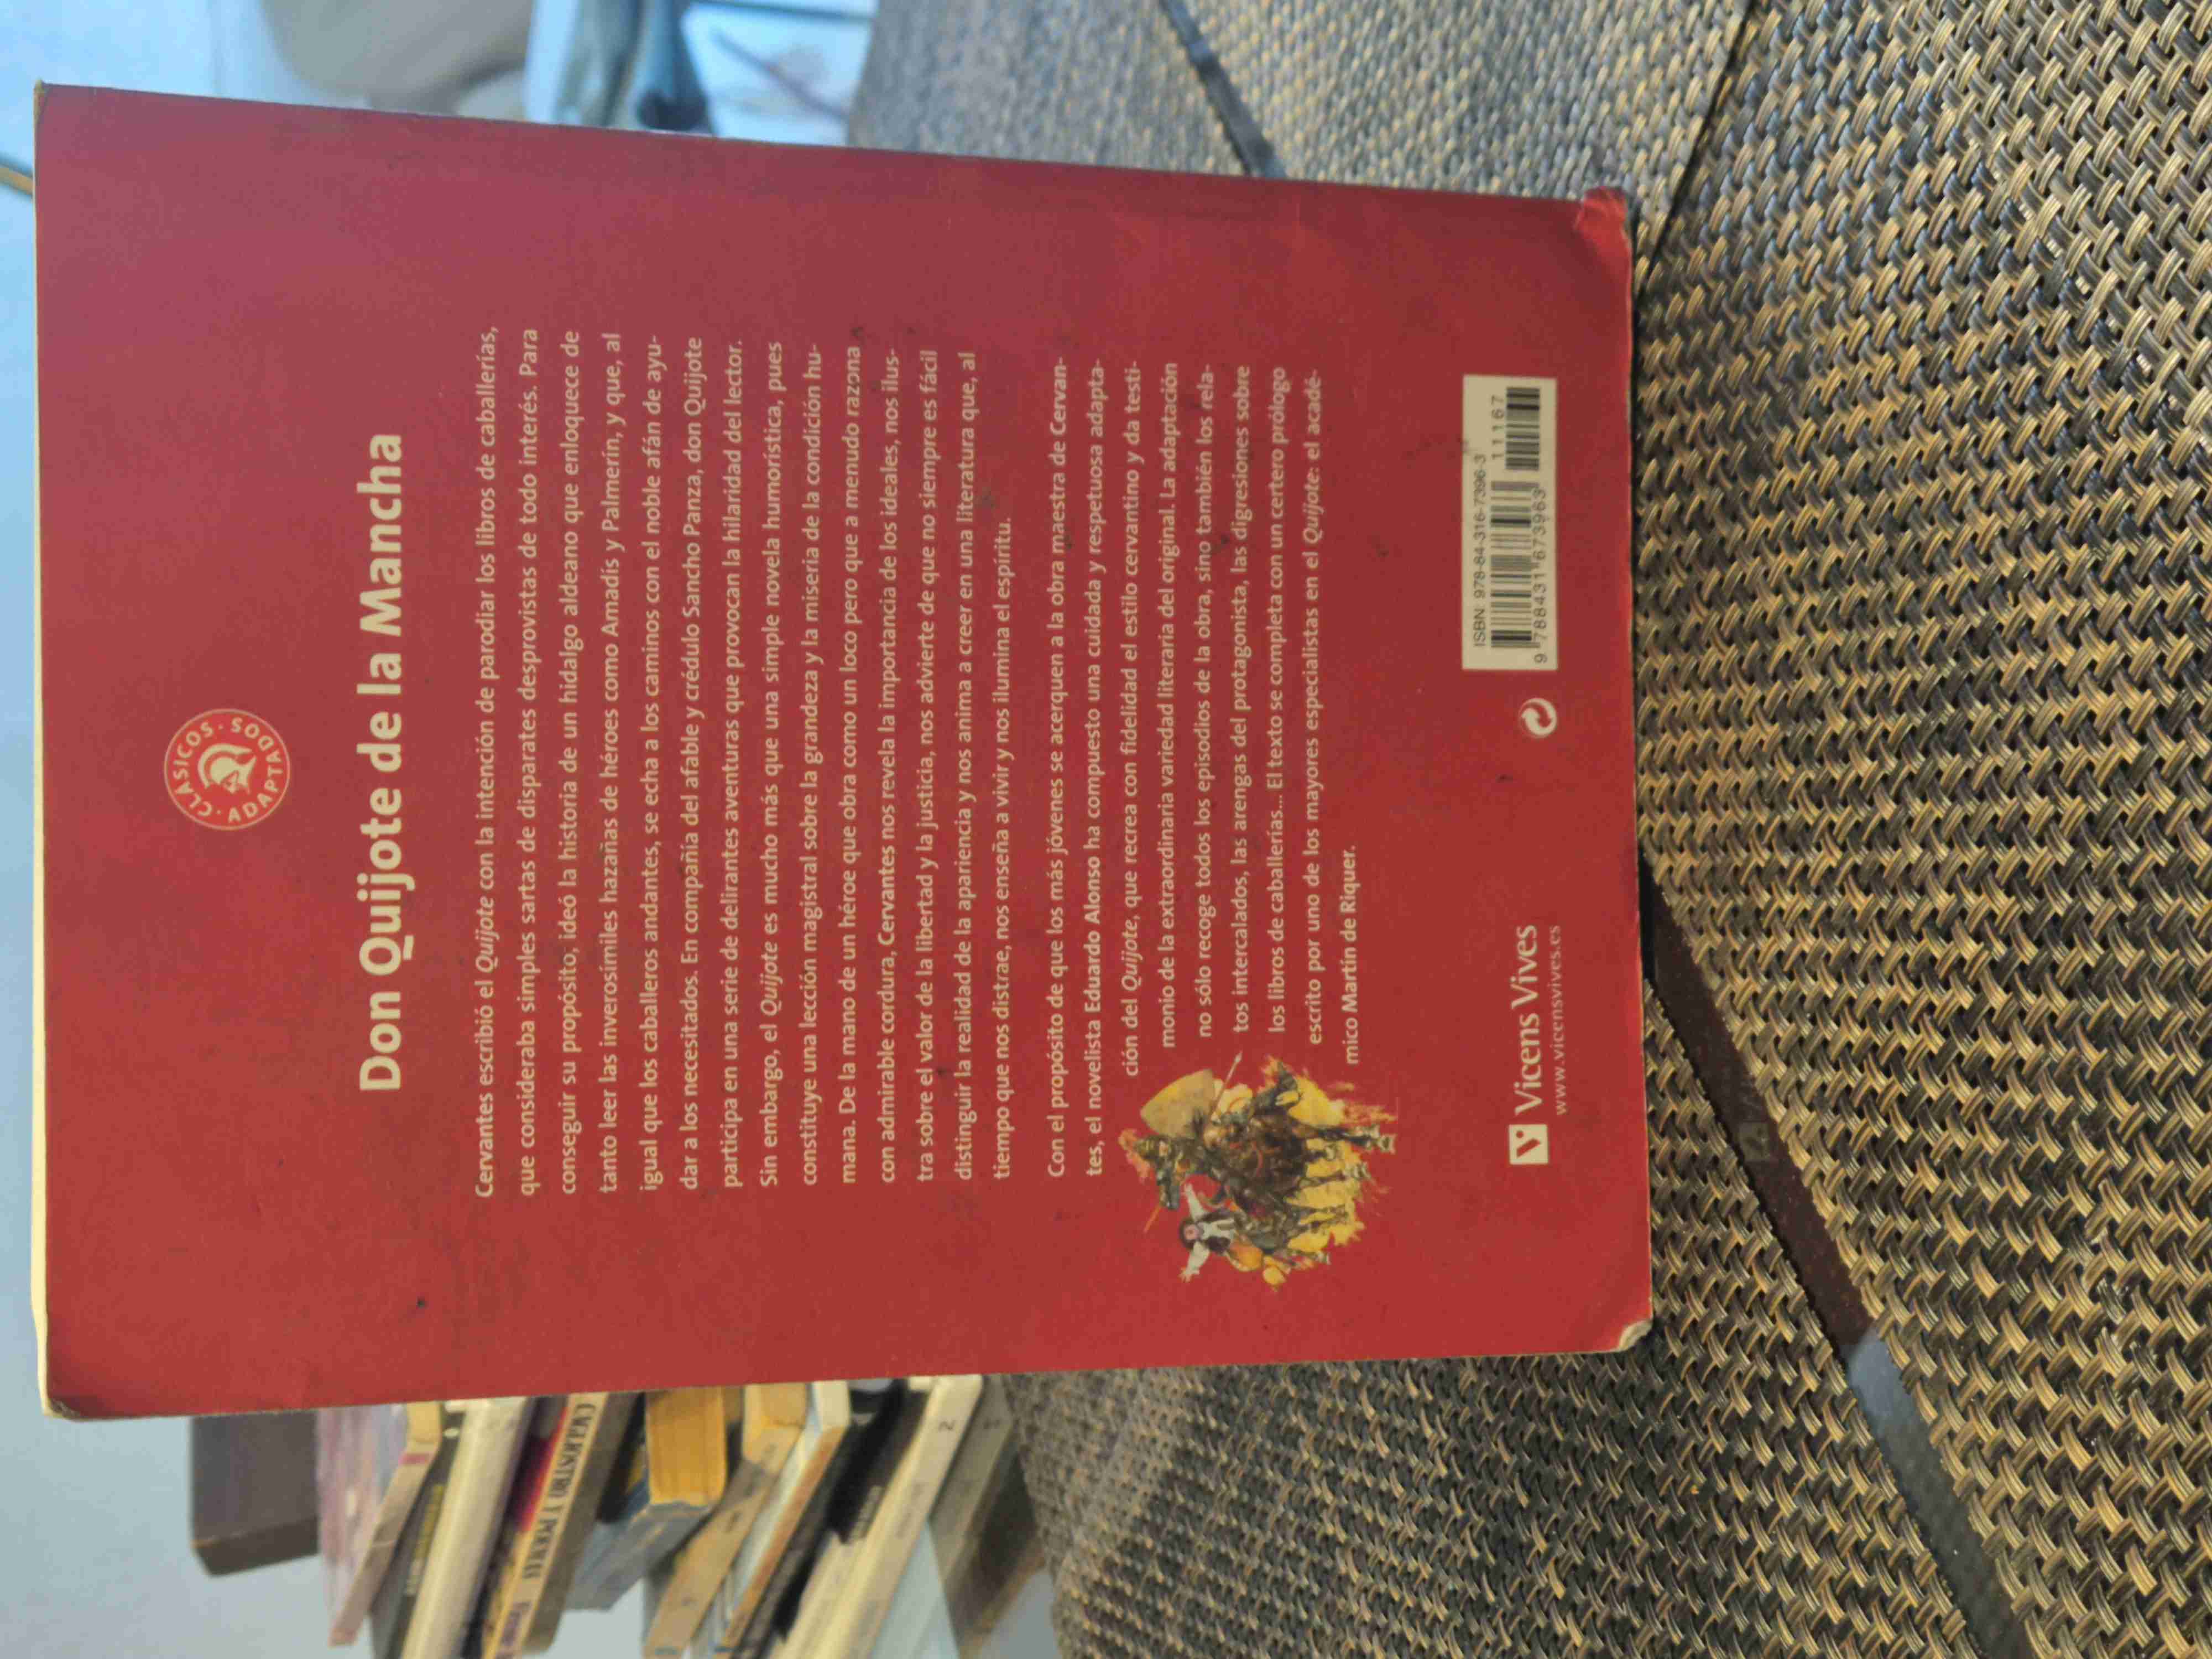 CLÁSICOS · ADAPTADOS
Don Quijote de la Mancha
Cervantes escribió el Quijote con la intención de parodiar los libros de caballerías,
que consideraba simples sartas de disparates desprovistas de todo interés. Para
conseguir su propósito, ideó la historia de un hidalgo aldeano que enloquece de
tanto leer las inverosímiles hazañas de héroes como Amadís y Palmerín, y que, al
igual que los caballeros andantes, se echa a los caminos con el noble afán de ayu-
dar a los necesitados. En compañía del afable y crédulo Sancho Panza, don Quijote
participa en una serie de delirantes aventuras que provocan la hilaridad del lector.
Sin embargo, el Quijote es mucho más que una simple novela humorística, pues
constituye una lección magistral sobre la grandeza y la miseria de la condición hu-
mana. De la mano de un héroe que obra como un loco pero que a menudo razona
con admirable cordura, Cervantes nos revela la importancia de los ideales, nos ilus-
tra sobre el valor de la libertad y la justicia, nos advierte de que no siempre es fácil
distinguir la realidad de la apariencia y nos anima a creer en una literatura que, al
tiempo que nos distrae, nos enseña a vivir y nos ilumina el espíritu.
Con el propósito de que los más jóvenes se acerquen a la obra maestra de Cervan-
tes, el novelista Eduardo Alonso ha compuesto una cuidada y respetuosa adapta-
ción del Quijote, que recrea con fidelidad el estilo cervantino y da testi-
monio de la extraordinaria variedad literaria del original. La adaptación
no sólo recoge todos los episodios de la obra, sino también los rela-
tos intercalados, las arengas del protagonista, las digresiones sobre
los libros de caballerías... El texto se completa con un certero prólogo
escrito por uno de los mayores especialistas en el Quijote: el acadé-
mico Martín de Riquer.
Vicens Vives
www.vicensvives.es
ISBN 978-84-316-7396-3
11167
9 788431 673963
2